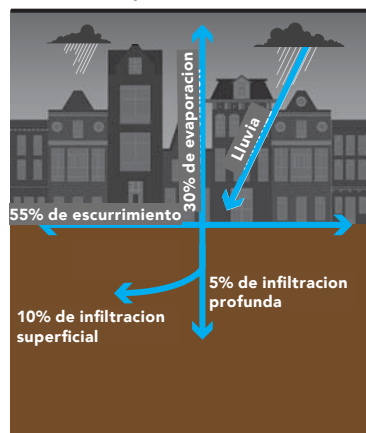 30% de evaporacion
Lluvia
55% de escurrimiento
5% de infiltracion
profunda
10% de infiltracion
superficial